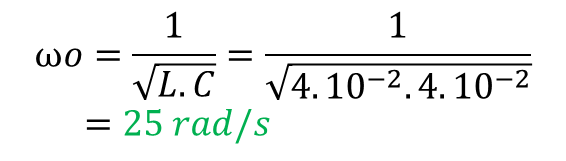 ωo = 1/√(L.C) = 1/√(4.10⁻².4.10⁻²)
= 25 rad/s